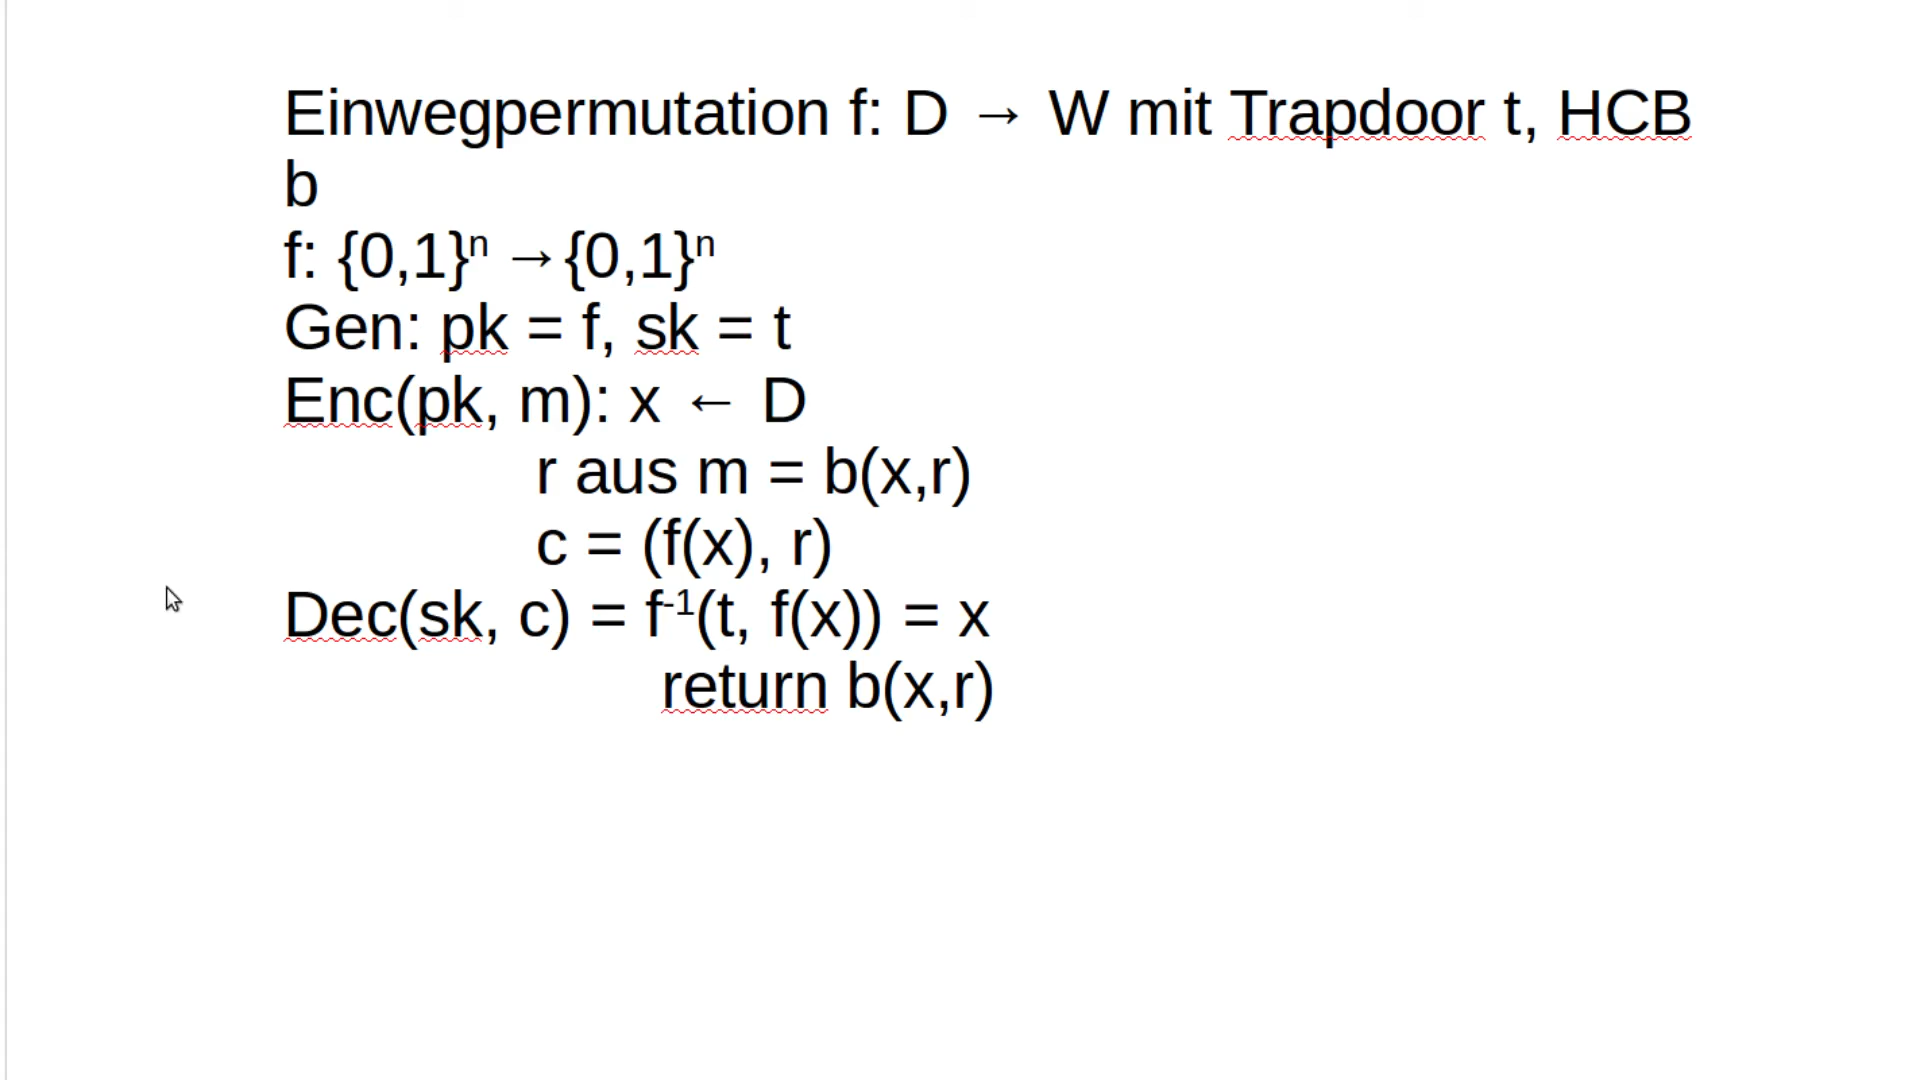 Einwegpermutation f: D → W mit Trapdoor t, HCB
b
f: {0,1}ⁿ →{0,1}ⁿ
Gen: pk = f, sk = t
Enc(pk, m): x ← D
r aus m = b(x,r)
c = (f(x), r)
Dec(sk, c) = f⁻¹(t, f(x)) = x
return b(x,r)